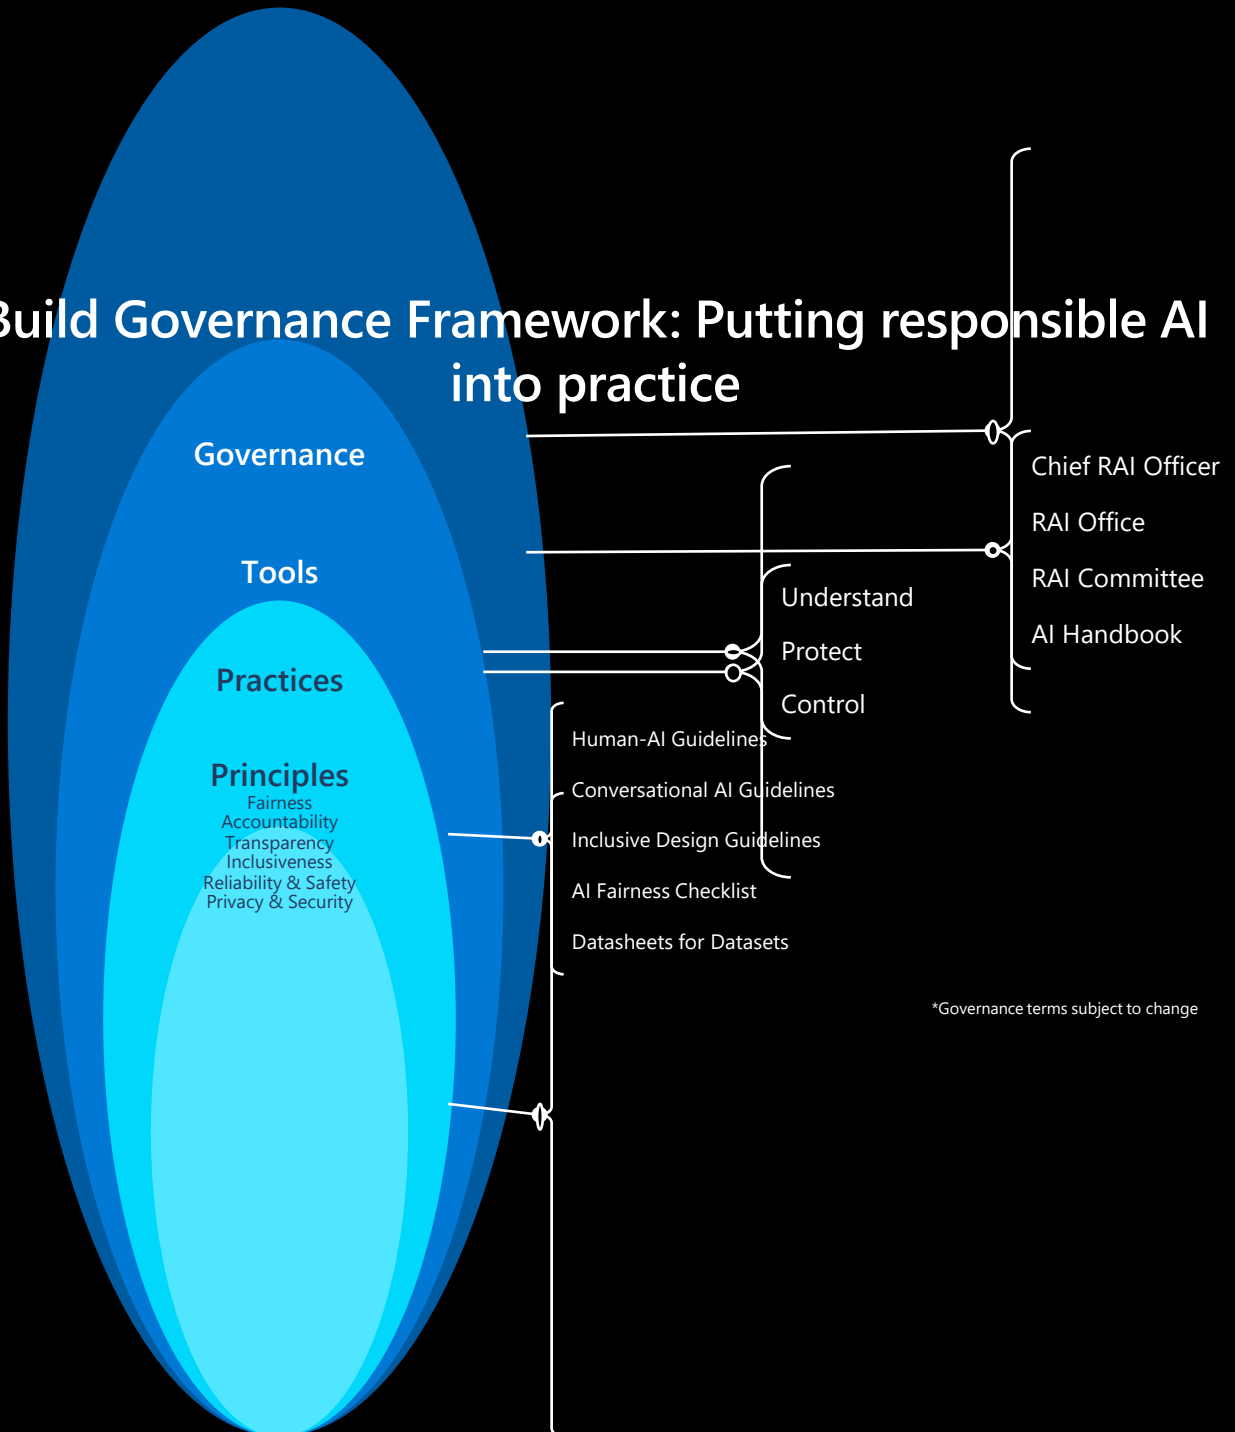 Build Governance Framework: Putting responsible AI
into practice
Governance
Tools
Practices
Principles
Fairness
Accountability
Transparency
Inclusiveness
Reliability & Safety
Privacy & Security
Chief RAI Officer
RAI Office
RAI Committee
AI Handbook
Understand
Protect
Control
Human-AI Guidelines
Conversational AI Guidelines
Inclusive Design Guidelines
AI Fairness Checklist
Datasheets for Datasets
*Governance terms subject to change